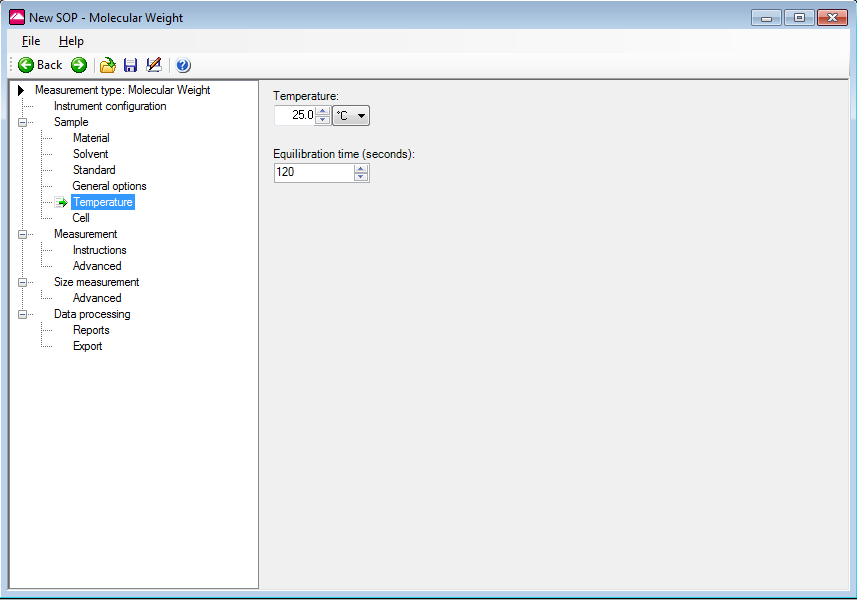 New SOP - Molecular Weight
File Help
Back
Measurement type: Molecular Weight
Instrument configuration
Sample
Material
Solvent
Standard
General options
Temperature
Cell
Measurement
Instructions
Advanced
Size measurement
Advanced
Data processing
Reports
Export
Temperature:
25.0 °C
Equilibration time (seconds):
120